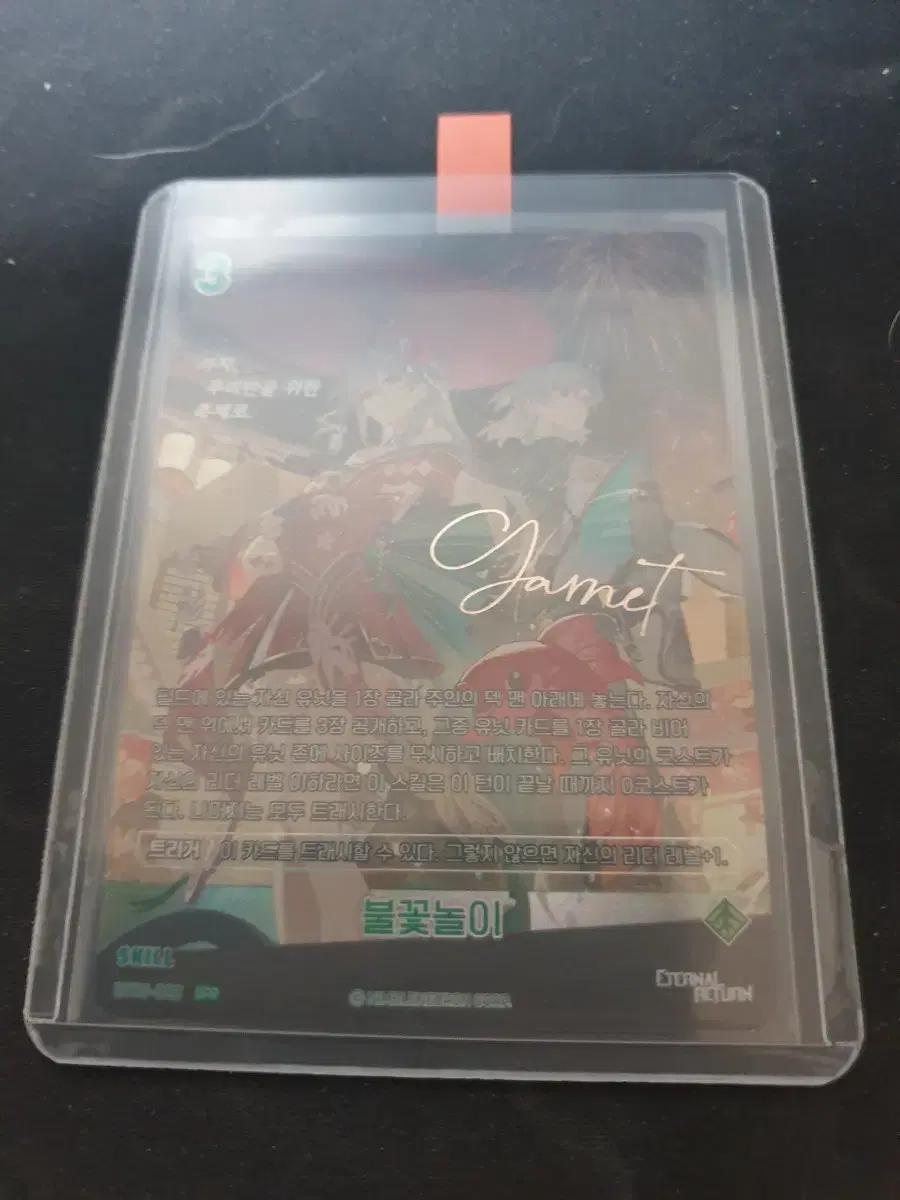 3
우리만을 위한
축제로.
Garnet
필드에 있는 자신 유닛을 1장 골라 주인의 덱 맨 아래에 놓는다. 자신의
덱 맨 위에서 카드를 3장 공개하고, 그중 유닛 카드를 1장 골라 비어
있는 자신의 유닛 존에 사이즈를 무시하고 배치한다. 그 유닛의 코스트가
자신의 리더 레벨 이하라면 이 스킬은 이 턴이 끝날 때까지 0코스트가
된다. 나머지는 모두 트래시한다.
트리거 이 카드를 트래시할 수 있다. 그렇지 않으면 자신의 리더 레벨+1.
불꽃놀이
SKILL
ETERNAL
RETURN